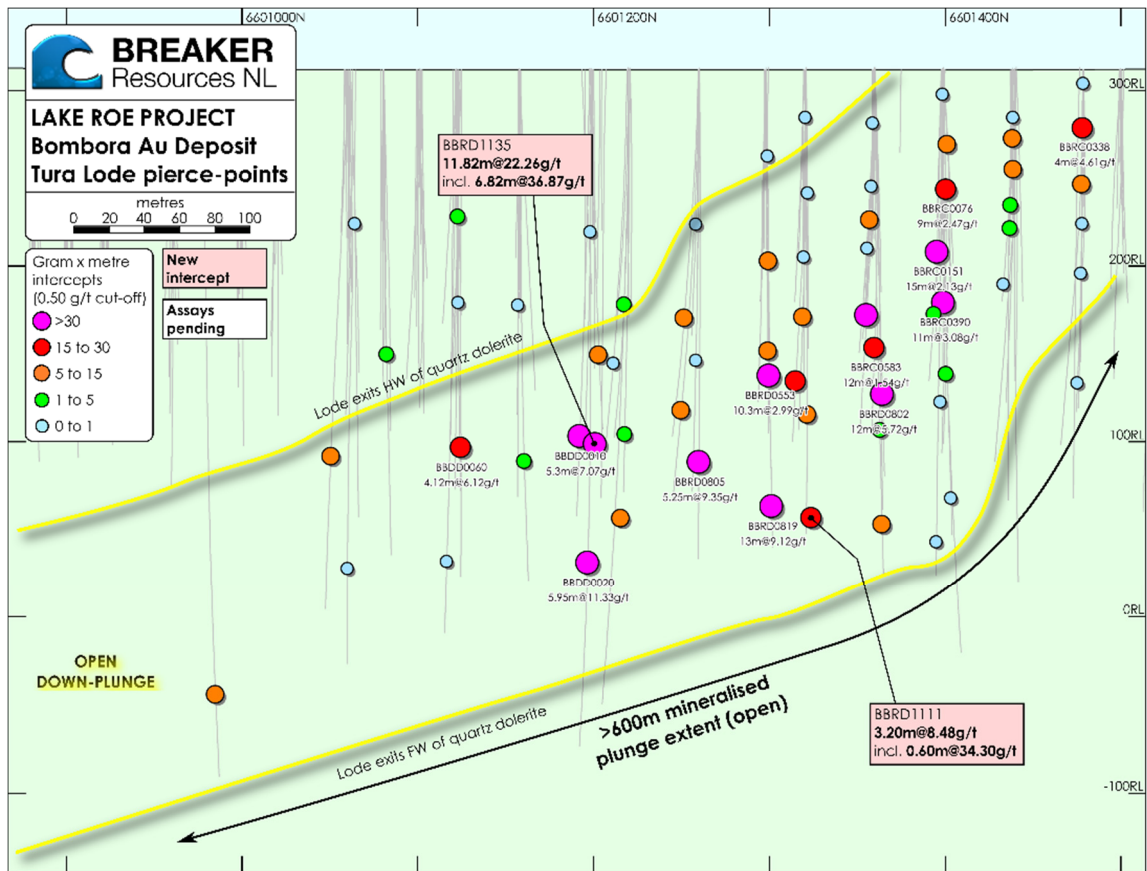 6601000N
6601200N
6601400N
BREAKER
Resources NL
LAKE ROE PROJECT
Bombora Au Deposit
Tura Lode pierce-points
metres
0 20 40 60 80 100
Gram x metre
intercepts
(0.50 g/t cut-off)
>30
15 to 30
5 to 15
1 to 5
0 to 1
New
intercept
Assays
pending
BBRD1135
11.82m@22.26g/t
incl. 6.82m@36.87g/t
300RL
BBRC0338
4m@4.61g/t
BBRC0076
9m@2.47g/t
200RL
BBRC0151
15m@2.13g/t
BBRC0390
11m@3.08g/t
BBRC0583
12m@1.54g/t
BBRD0553
10.3m@2.99g/t
BBRD0802
12m@5.72g/t
Lode exits HW of quartz dolerite
100RL
BBDD0060
4.12m@6.12g/t
BBDD0010
5.3m@7.07g/t
BBRD0805
5.25m@9.35g/t
BBRD0819
13m@9.12g/t
BBDD0020
5.95m@11.33g/t
0RL
OPEN
DOWN-PLUNGE
>600m mineralised
plunge extent (open)
Lode exits FW of quartz dolerite
BBRD1111
3.20m@8.48g/t
incl. 0.60m@34.30g/t
-100RL